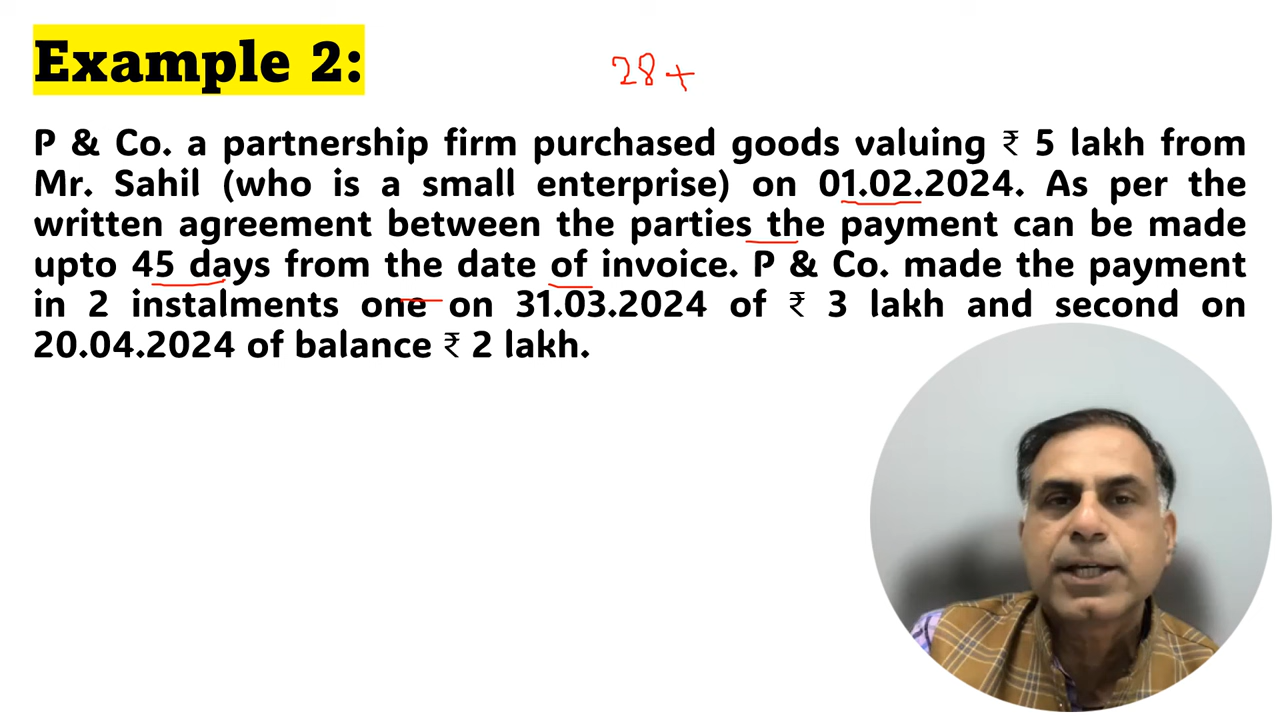 Example 2:
28+
P & Co. a partnership firm purchased goods valuing ₹ 5 lakh from
Mr. Sahil (who is a small enterprise) on 01.02.2024. As per the
written agreement between the parties the payment can be made
upto 45 days from the date of invoice. P & Co. made the payment
in 2 instalments one on 31.03.2024 of ₹ 3 lakh and second on
20.04.2024 of balance ₹ 2 lakh.